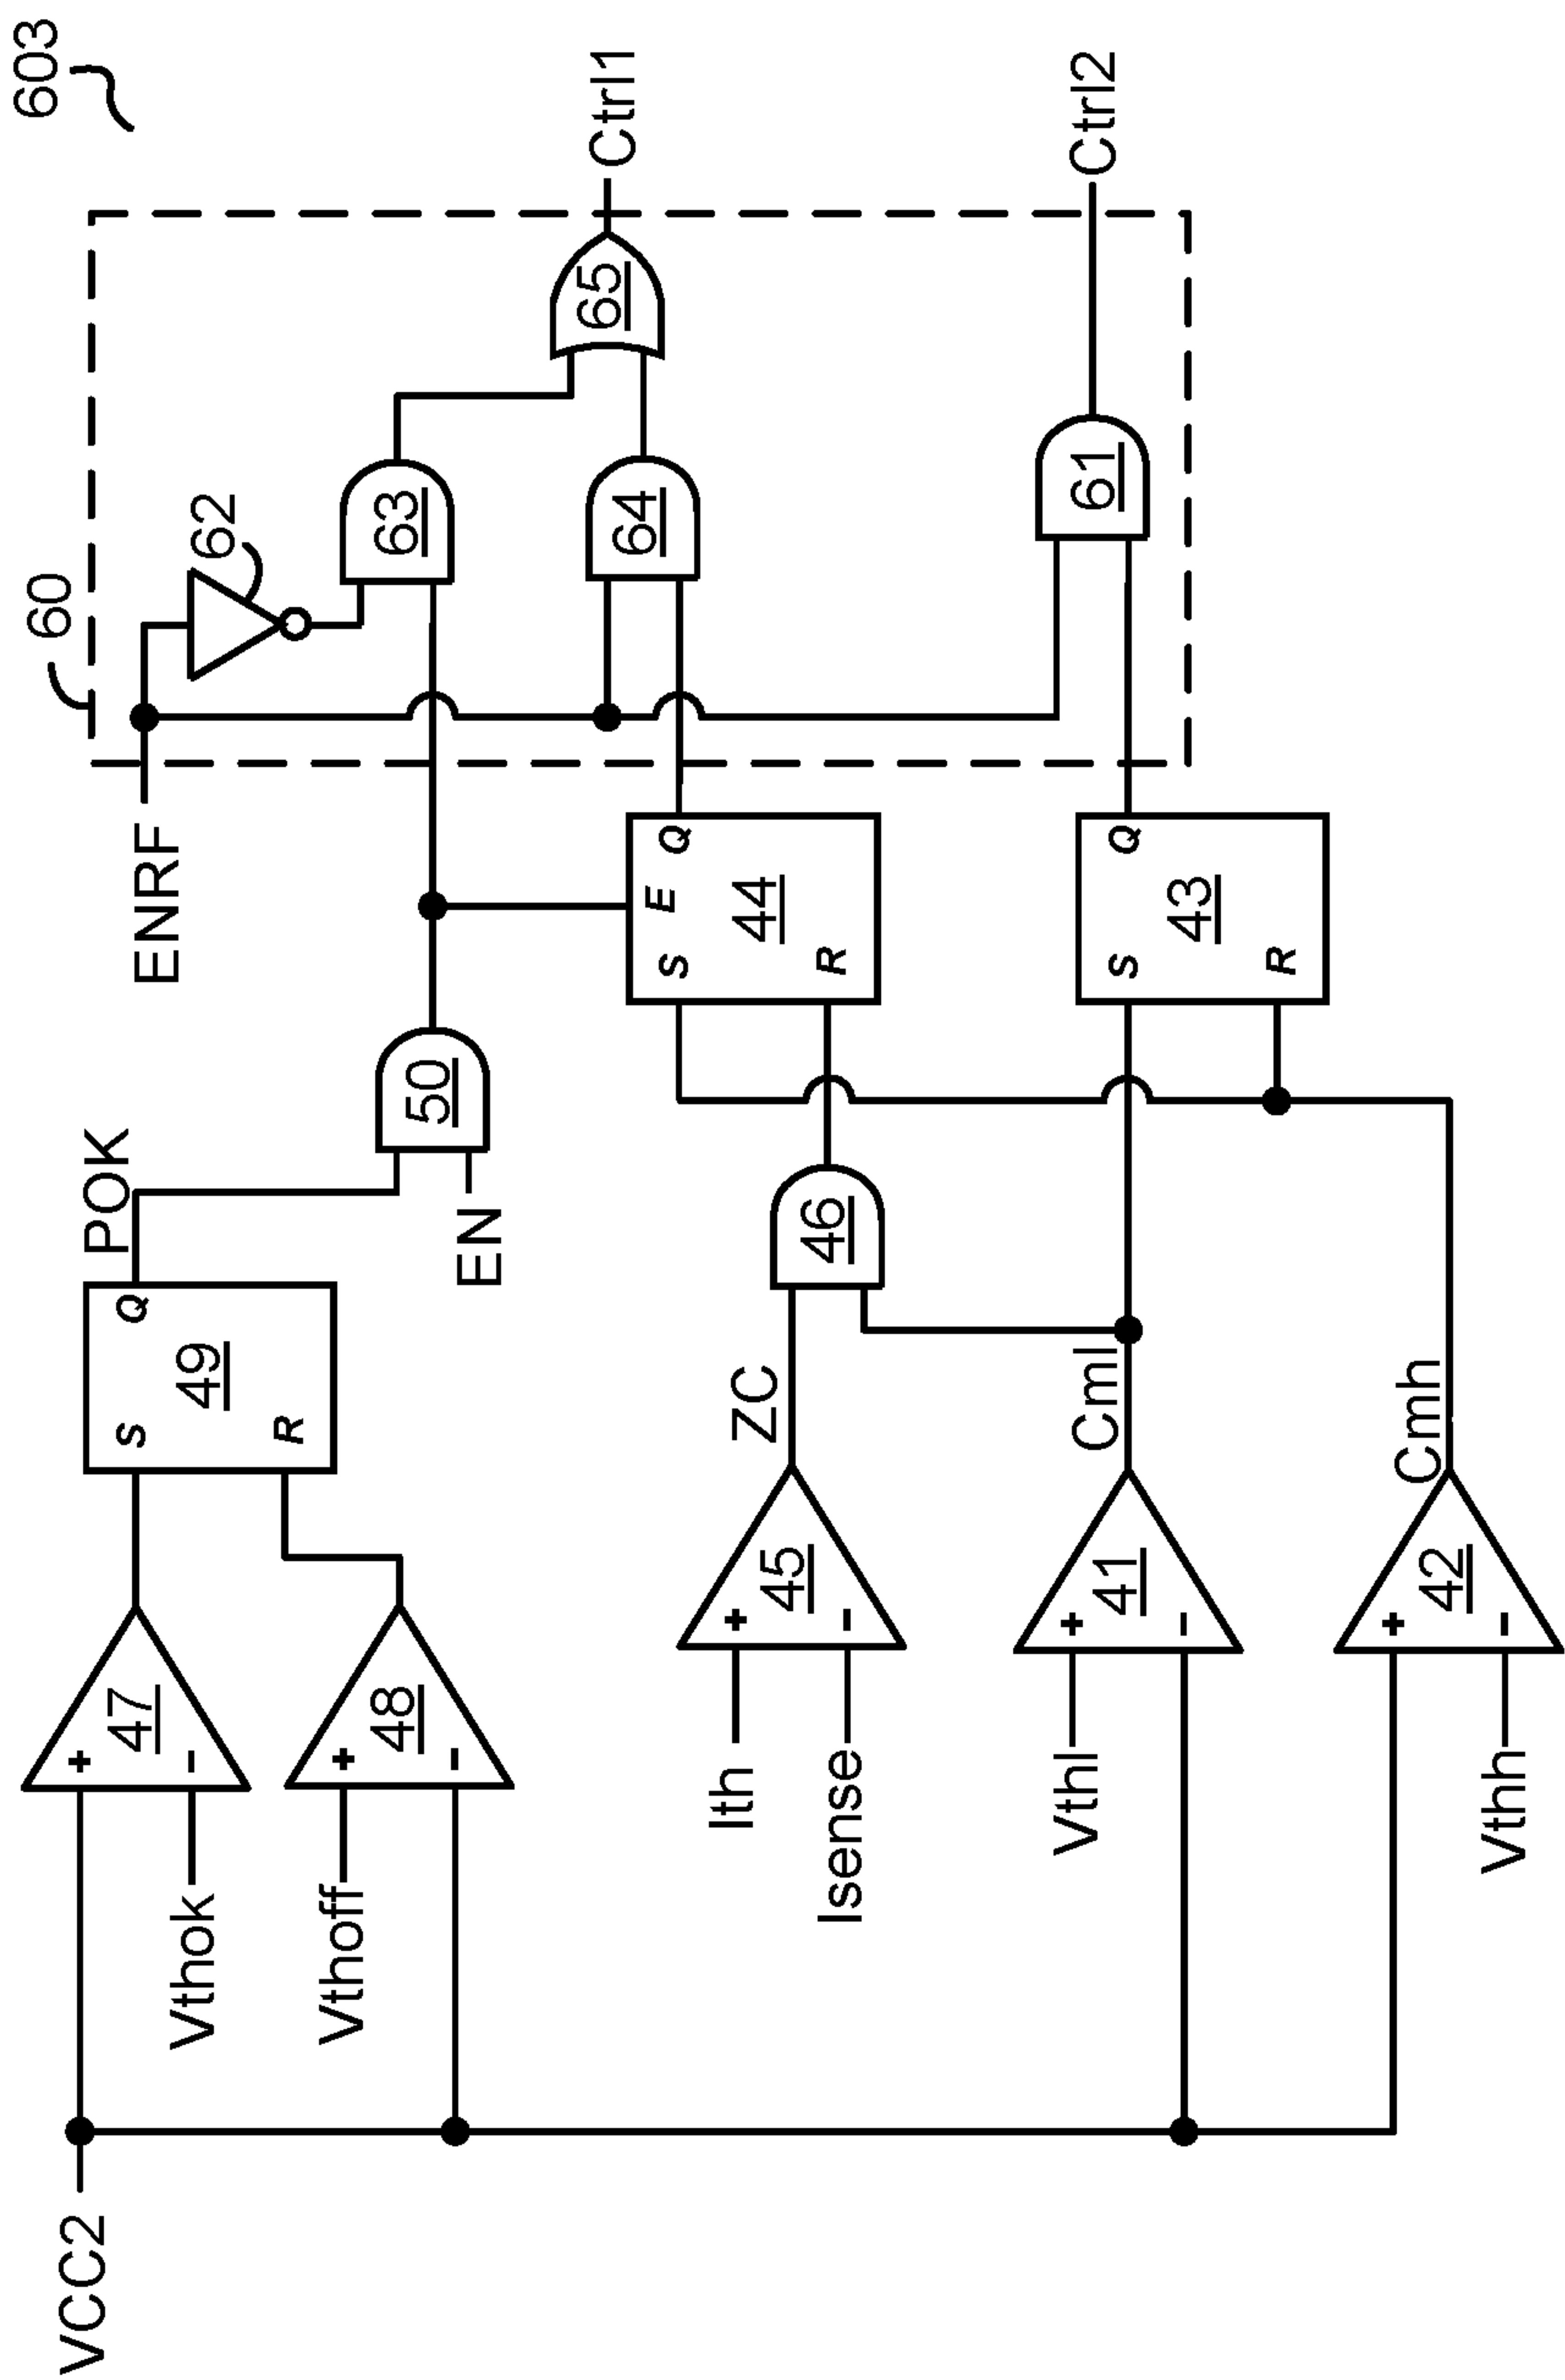 603
60
ENRF
62
63
64
65
Ctrl1
61
Ctrl2
VCC2
+
-
47
Vthok
+
-
48
Vthoff
S
R
Q
49
POK
EN
50
S
E
Q
R
44
S
Q
R
43
Ith
Isense
+
-
45
ZC
46
Vthl
+
-
41
Cml
Vthh
+
-
42
Cmh